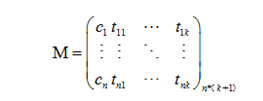 M = ( c₁ t₁₁ ⋯ t₁ₖ
⋮ ⋮ ⋱ ⋮
cₙ tₙ₁ ⋯ tₙₖ )ₙ*(ₖ₊₁)